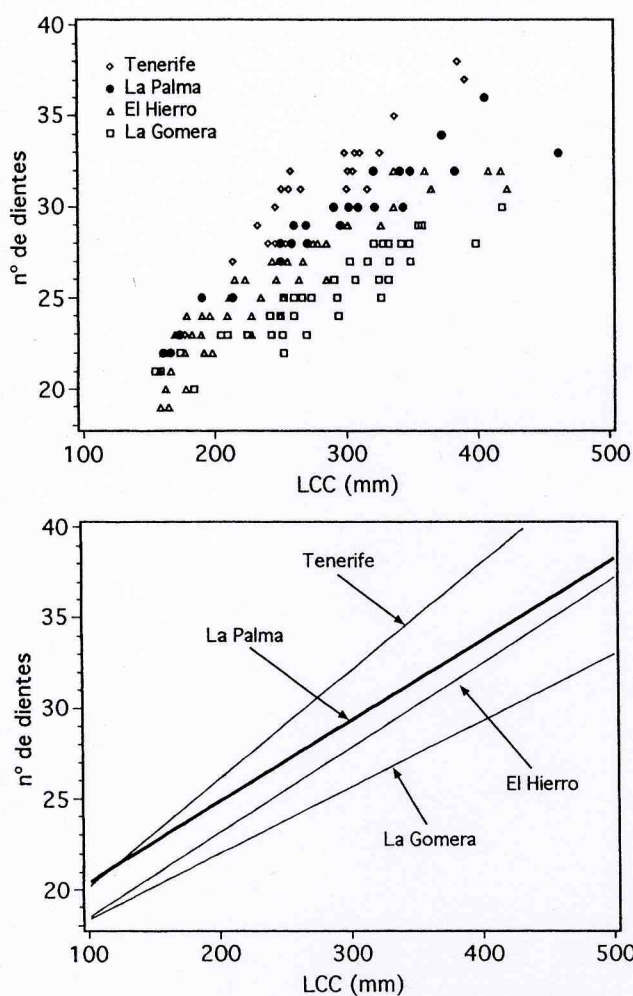 40
35
30
25
20
nº de dientes
Tenerife
La Palma
El Hierro
La Gomera
100 200 300 400 500
LCC (mm)
40
35
30
25
20
nº de dientes
Tenerife
La Palma
El Hierro
La Gomera
100 200 300 400 500
LCC (mm)